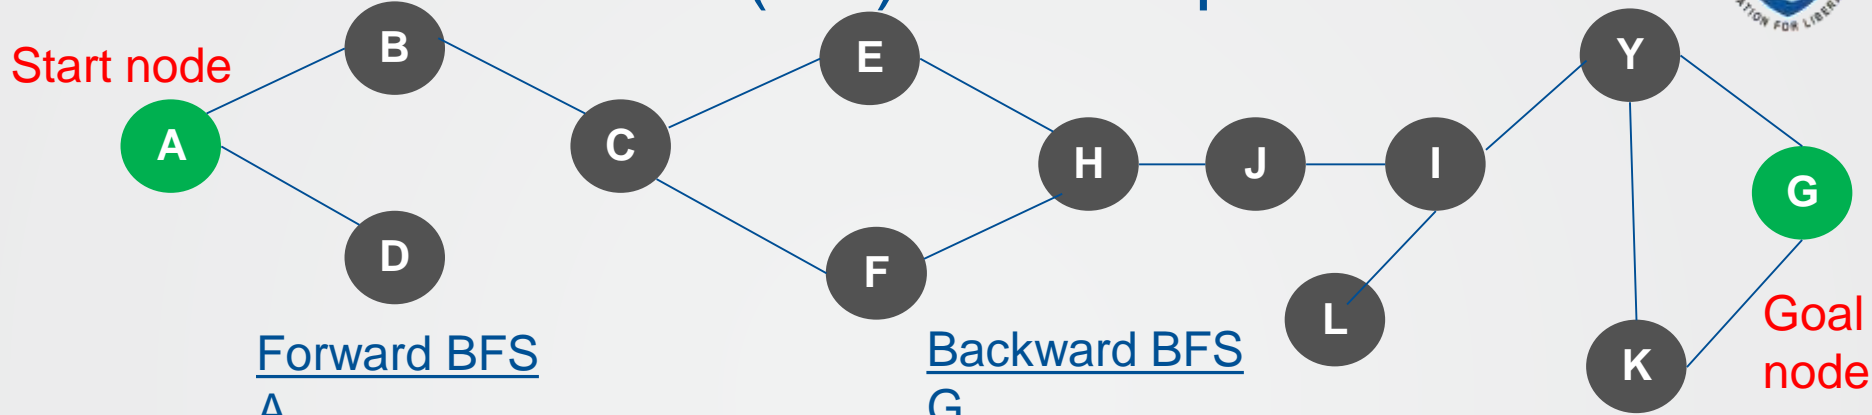 Start node
A
B
D
C
E
F
H
J
I
L
Y
K
G
Goal
node
Forward BFS
A
Backward BFS
G